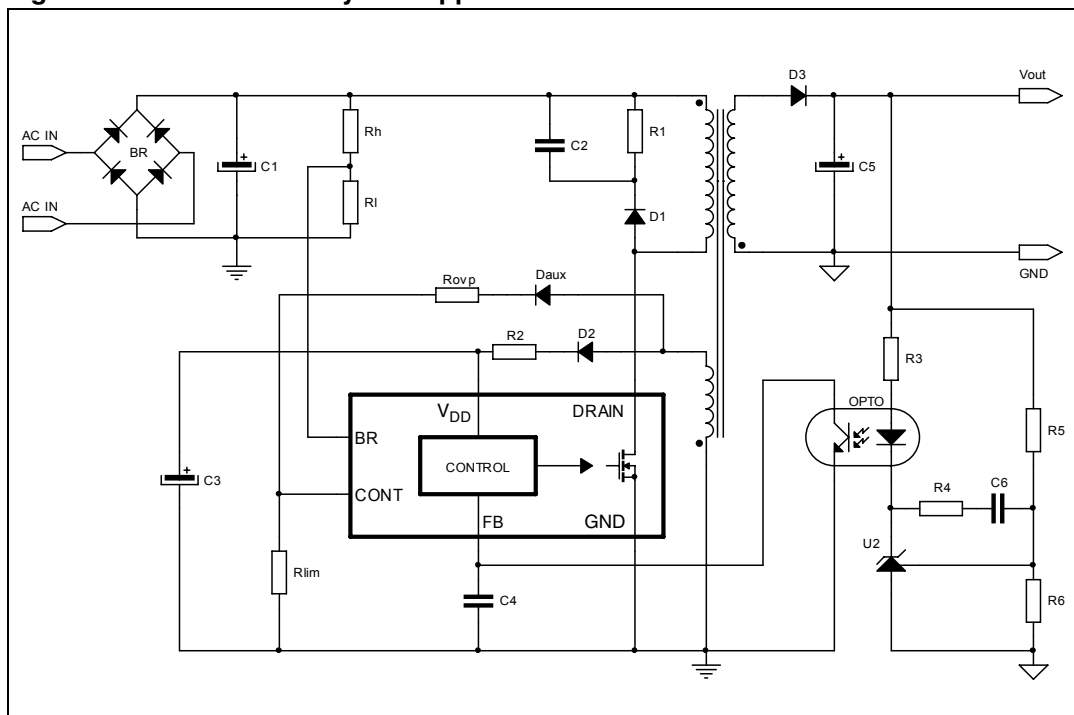 D3
Vout
AC IN
BR
C1
Rh
C2
R1
C5
AC IN
Rl
D1
GND
Rovp
Daux
R2
D2
R3
OPTO
VDD
DRAIN
BR
R5
CONTROL
C3
CONT
R4
C6
FB
GND
U2
Rlim
C4
R6